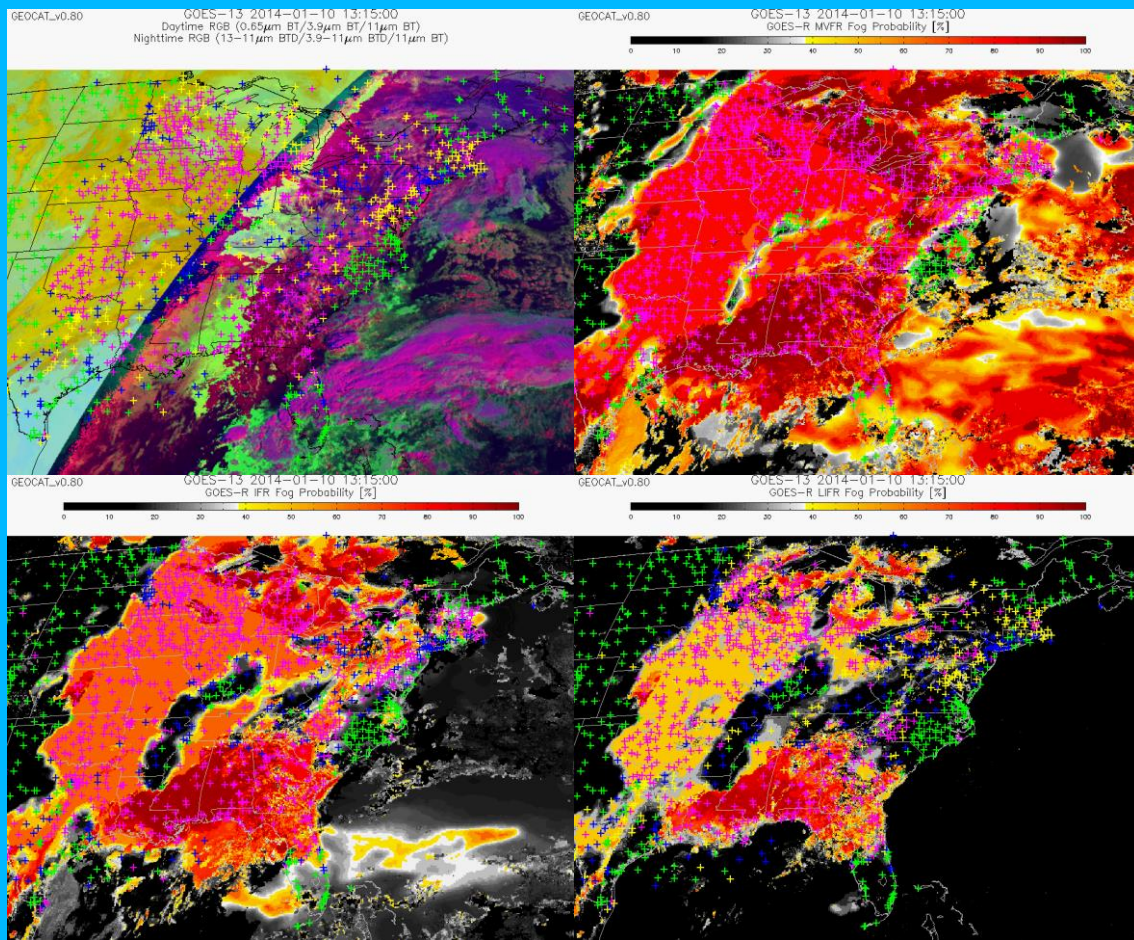 GEOCAT_v0.80
GOES-13 2014-01-10 13:15:00
Daytime RGB (0.65μm BT/3.9μm BT/11μm BT)
Nighttime RGB (13-11μm BTD/3.9-11μm BTD/11μm BT)
GEOCAT_v0.80
GOES-13 2014-01-10 13:15:00
GOES-R MVFR Fog Probability [%]
0 10 20 30 40 50 60 70 80 90 100
GEOCAT_v0.80
GOES-13 2014-01-10 13:15:00
GOES-R IFR Fog Probability [%]
0 10 20 30 40 50 60 70 80 90 100
GEOCAT_v0.80
GOES-13 2014-01-10 13:15:00
GOES-R LIFR Fog Probability [%]
0 10 20 30 40 50 60 70 80 90 100